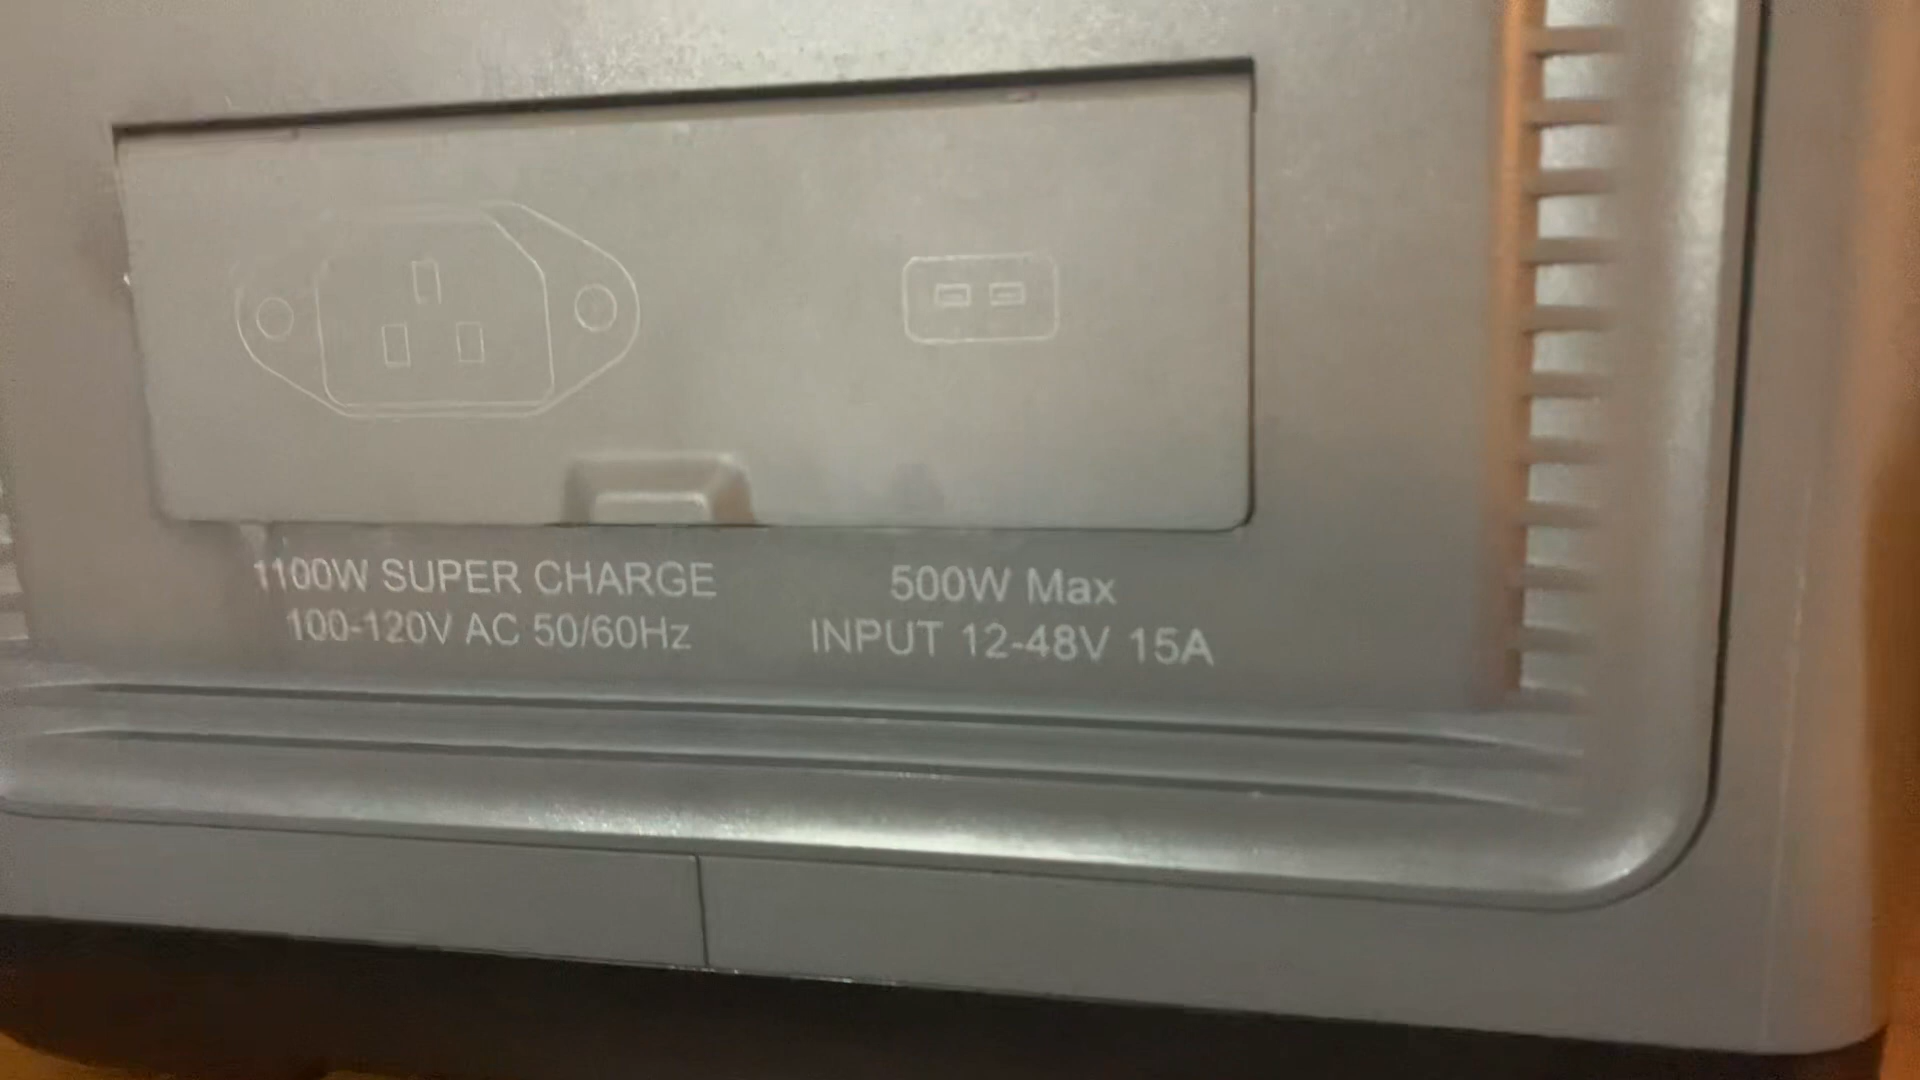 1100W SUPER CHARGE
100-120V AC 50/60Hz
500W Max
INPUT 12-48V 15A